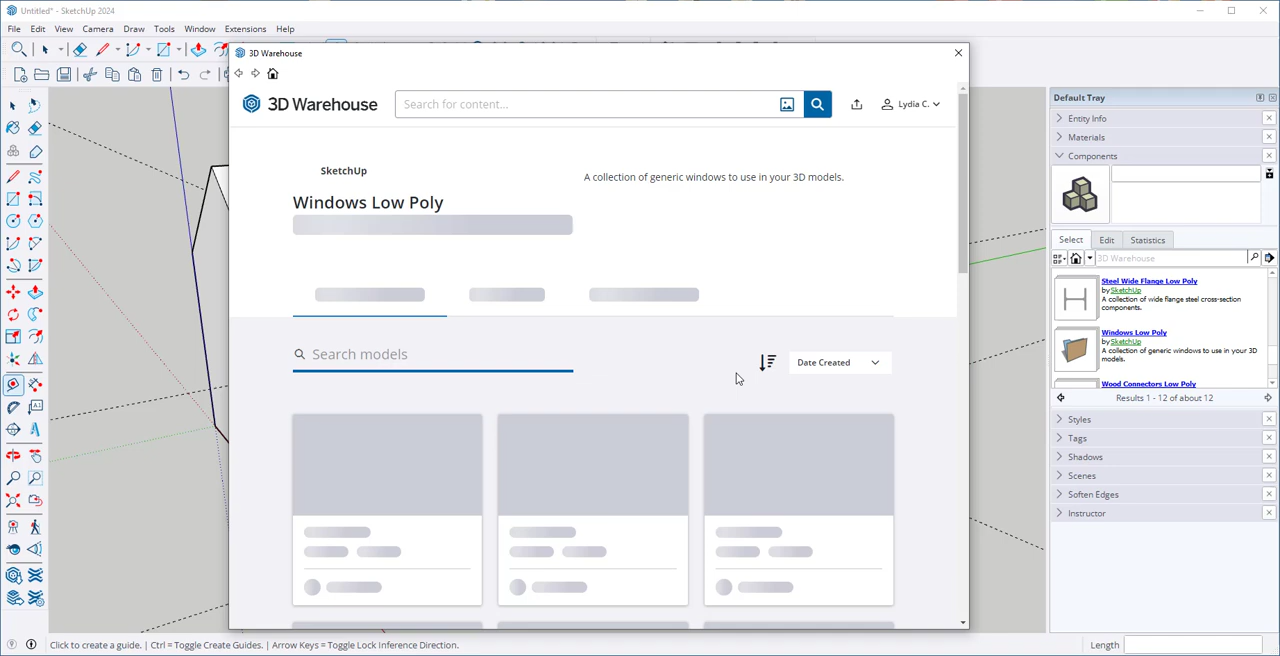 Untitled* - SketchUp 2024
File Edit View Camera Draw Tools Window Extensions Help
3D Warehouse
3D Warehouse
Search for content...
Lydia C.
SketchUp
A collection of generic windows to use in your 3D models.
Windows Low Poly
Search models
Date Created
Default Tray
Entity Info
Materials
Components
Select Edit Statistics
3D Warehouse
Steel Wide Flange Low Poly
by SketchUp
A collection of wide flange steel cross-section
components.
Windows Low Poly
by SketchUp
A collection of generic windows to use in your 3D
models.
Wood Connectors Low Poly
Results 1 - 12 of about 12
Styles
Tags
Shadows
Scenes
Soften Edges
Instructor
Click to create a guide. | Ctrl = Toggle Create Guides. | Arrow Keys = Toggle Lock Inference Direction.
Length